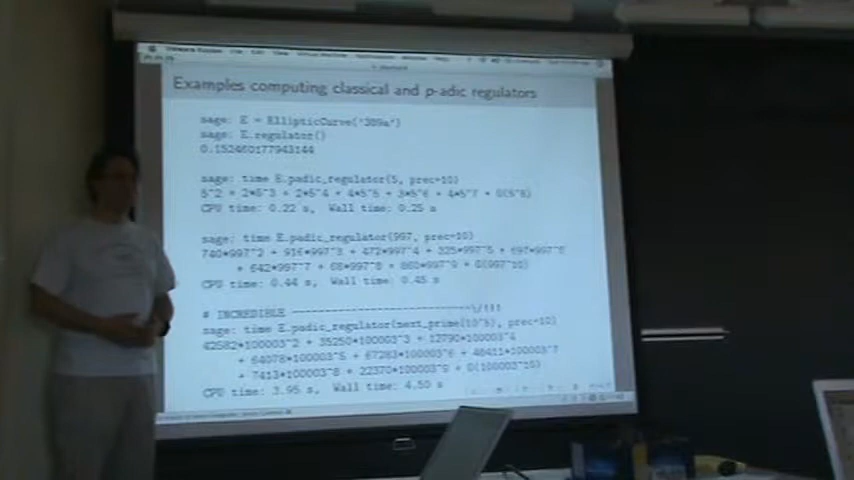 Examples computing classical and p-adic regulators
sage: E = EllipticCurve('389a')
sage: E.regulator()
0.152460177943144
sage: time E.padic_regulator(5, prec=10)
5^2 + 2*5^3 + 2*5^4 + 4*5^5 + 3*5^6 + 4*5^7 + O(5^8)
CPU time: 0.22 s, Wall time: 0.25 s
sage: time E.padic_regulator(997, prec=10)
740*997^2 + 916*997^3 + 472*997^4 + 325*997^5 + 697*997^6
+ 642*997^7 + 68*997^8 + 860*997^9 + O(997^10)
CPU time: 0.44 s, Wall time: 0.45 s
# INCREDIBLE
sage: time E.padic_regulator(next_prime(10^5), prec=10)
42582*100003^2 + 35250*100003^3 + 12790*100003^4
+ 64078*100003^5 + 67283*100003^6 + 48411*100003^7
+ 7413*100003^8 + 22370*100003^9 + O(100003^10)
CPU time: 3.95 s, Wall time: 4.50 s